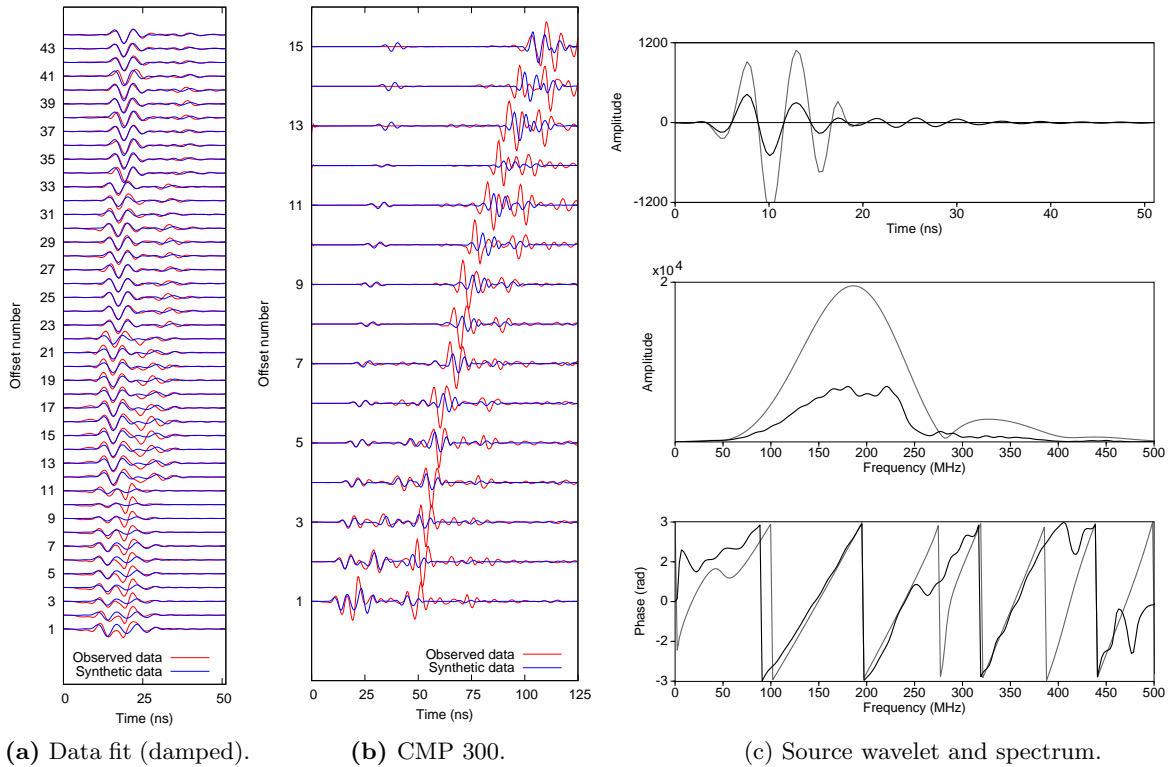 43
41
39
37
35
33
31
29
27
25
23
21
19
17
15
13
11
9
7
5
3
1
Offset number
Observed data
Synthetic data
0 25 50
Time (ns)
(a) Data fit (damped).
15
13
11
9
7
5
3
1
Offset number
Observed data
Synthetic data
0 25 50 75 100 125
Time (ns)
(b) CMP 300.
1200
0
-1200
Amplitude
0 10 20 30 40 50
Time (ns)
x10 4
2
0
Amplitude
0 50 100 150 200 250 300 350 400 450 500
Frequency (MHz)
3
2
0
-2
-3
Phase (rad)
0 50 100 150 200 250 300 350 400 450 500
Frequency (MHz)
(c) Source wavelet and spectrum.